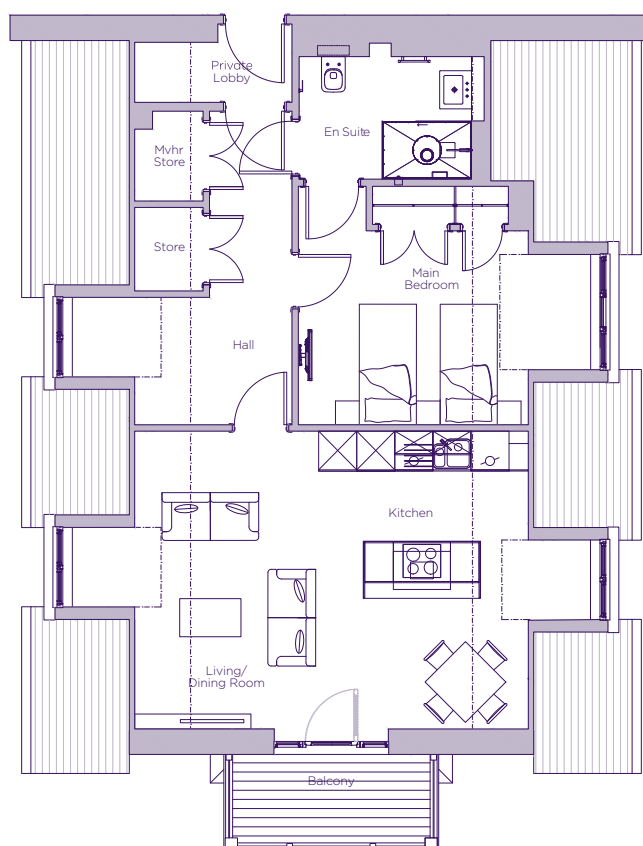 Private
Lobby
En Suite
Mvhr
Store
Store
Main
Bedroom
Hall
Kitchen
Living/
Dining Room
Balcony